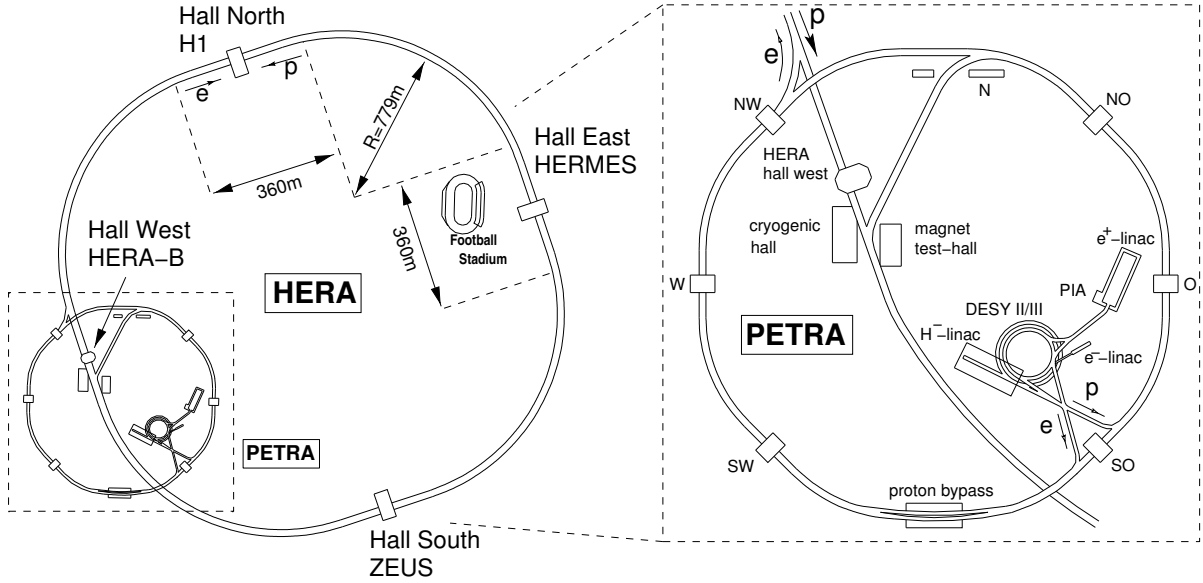 Hall North
H1
e
p
R=779m
360m
Hall East
HERMES
360m
Football
Stadium
Hall West
HERA−B
HERA
PETRA
Hall South
ZEUS
p
e
NW
N
NO
HERA
hall west
cryogenic
hall
magnet
test−hall
e+−linac
W
O
PIA
DESY II/III
PETRA
H−−linac
e−−linac
p
e
SW
SO
proton bypass